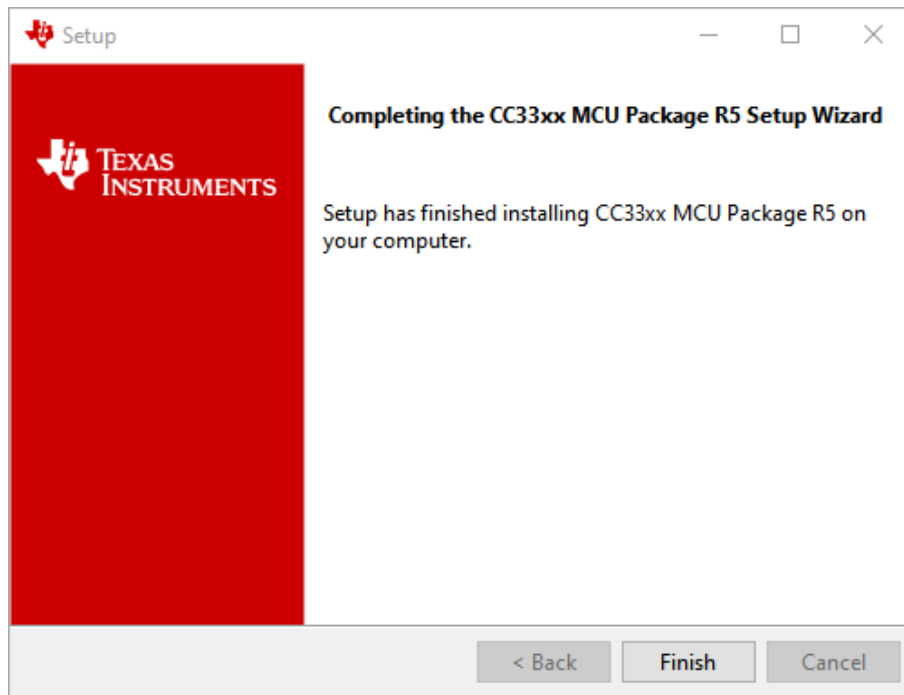 Setup
Completing the CC33xx MCU Package R5 Setup Wizard
TEXAS
INSTRUMENTS
Setup has finished installing CC33xx MCU Package R5 on
your computer.
< Back
Finish
Cancel